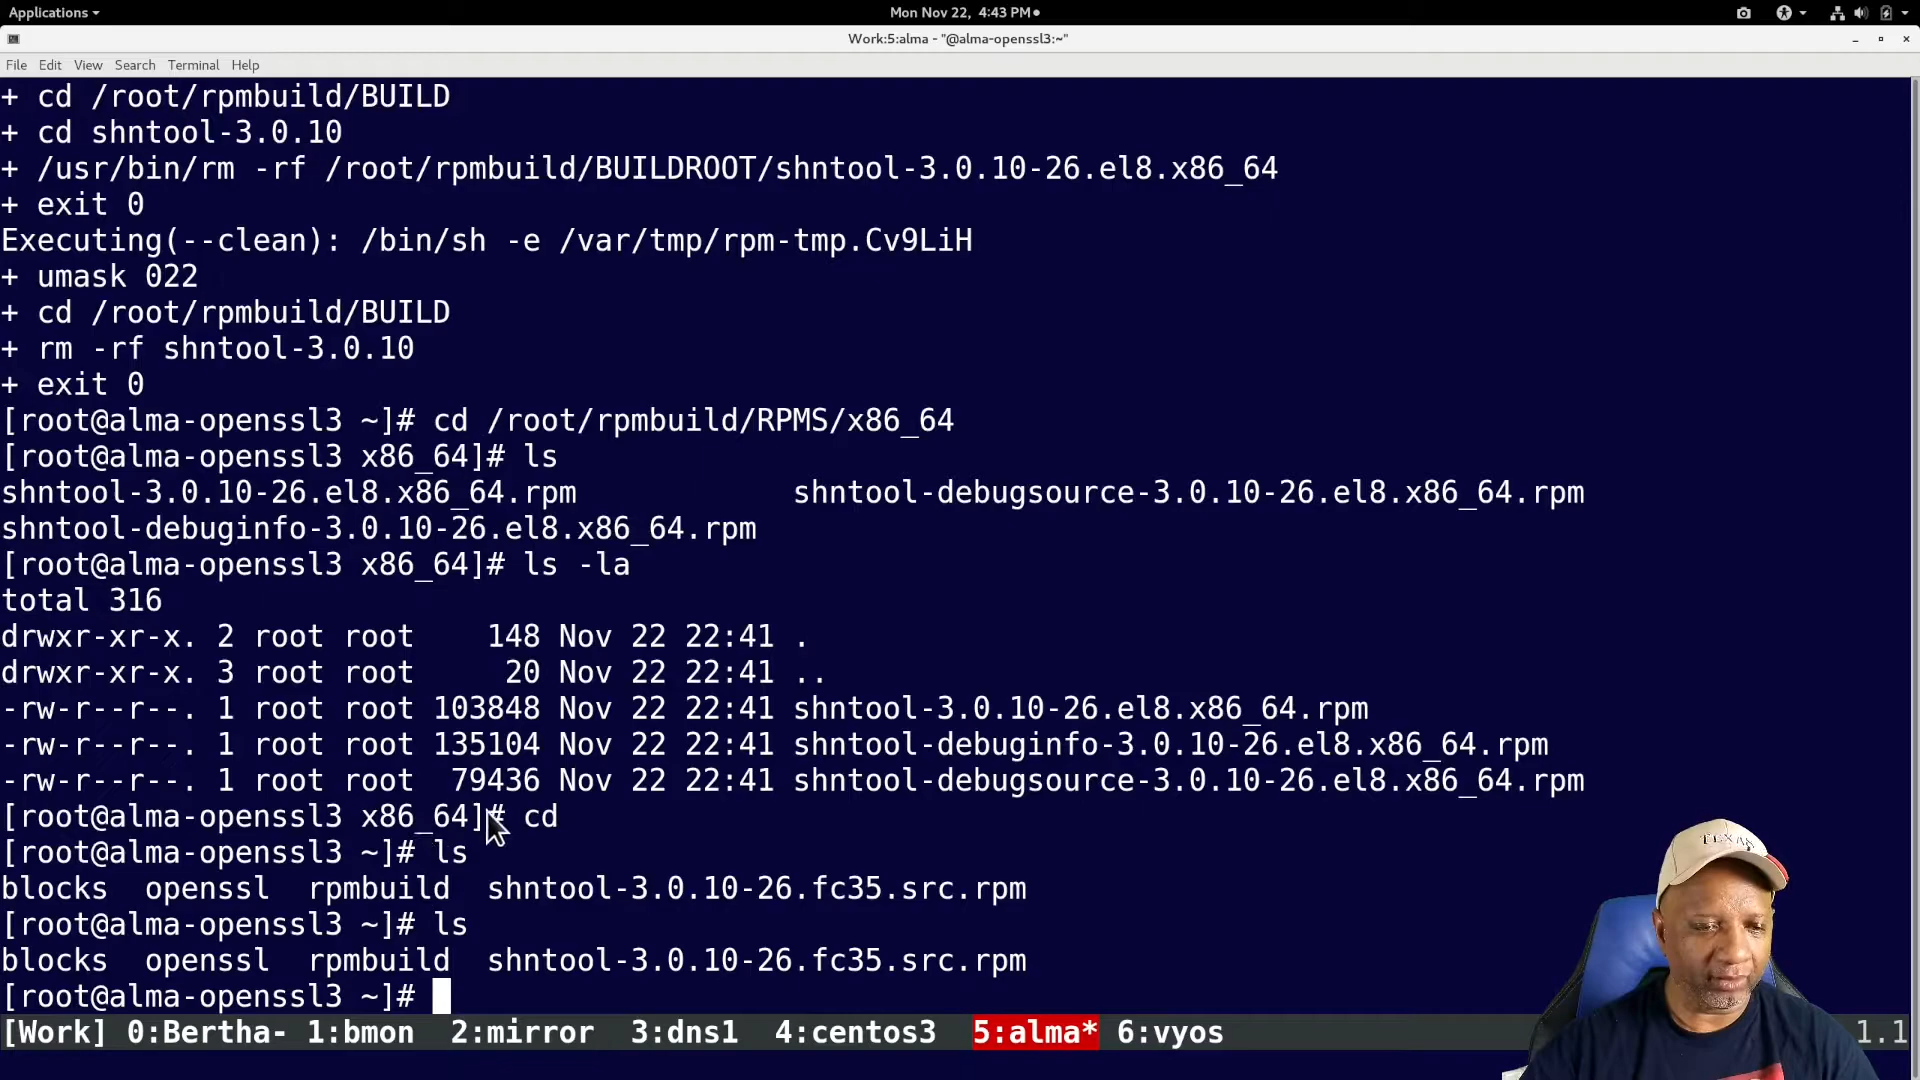 Applications
Mon Nov 22, 4:43 PM
Work:5:alma - "@alma-openssl3:~"
File Edit View Search Terminal Help
+ cd /root/rpmbuild/BUILD
+ cd shntool-3.0.10
+ /usr/bin/rm -rf /root/rpmbuild/BUILDROOT/shntool-3.0.10-26.el8.x86_64
+ exit 0
Executing(--clean): /bin/sh -e /var/tmp/rpm-tmp.Cv9LiH
+ umask 022
+ cd /root/rpmbuild/BUILD
+ rm -rf shntool-3.0.10
+ exit 0
[root@alma-openssl3 ~]# cd /root/rpmbuild/RPMS/x86_64
[root@alma-openssl3 x86_64]# ls
shntool-3.0.10-26.el8.x86_64.rpm shntool-debugsource-3.0.10-26.el8.x86_64.rpm
shntool-debuginfo-3.0.10-26.el8.x86_64.rpm
[root@alma-openssl3 x86_64]# ls -la
total 316
drwxr-xr-x. 2 root root 148 Nov 22 22:41 .
drwxr-xr-x. 3 root root 20 Nov 22 22:41 ..
-rw-r--r--. 1 root root 103848 Nov 22 22:41 shntool-3.0.10-26.el8.x86_64.rpm
-rw-r--r--. 1 root root 135104 Nov 22 22:41 shntool-debuginfo-3.0.10-26.el8.x86_64.rpm
-rw-r--r--. 1 root root 79436 Nov 22 22:41 shntool-debugsource-3.0.10-26.el8.x86_64.rpm
[root@alma-openssl3 x86_64]# cd
[root@alma-openssl3 ~]# ls
blocks openssl rpmbuild shntool-3.0.10-26.fc35.src.rpm
[root@alma-openssl3 ~]# ls
blocks openssl rpmbuild shntool-3.0.10-26.fc35.src.rpm
[root@alma-openssl3 ~]#
TEXAS
[Work] 0:Bertha- 1:bmon 2:mirror 3:dns1 4:centos3 5:alma* 6:vyos 1.1